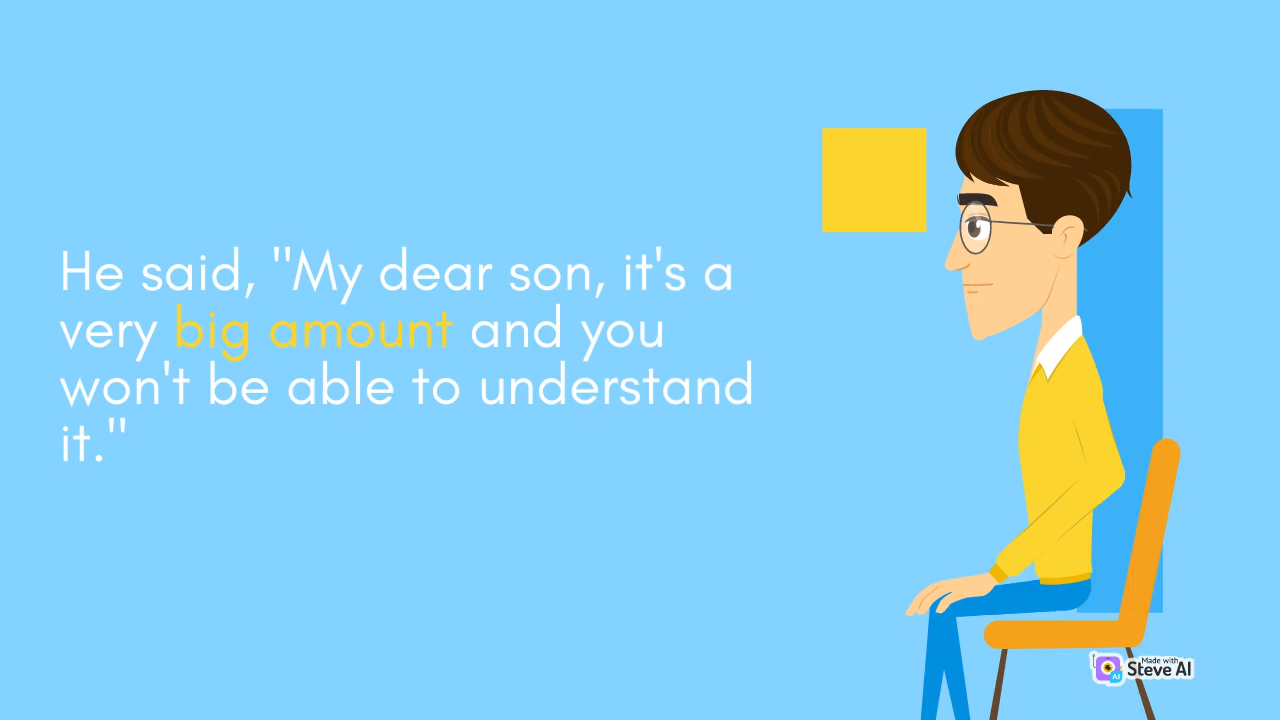 He said, "My dear son, it's a
very big amount and you
won't be able to understand
it."
Made with
Steve AI
AI